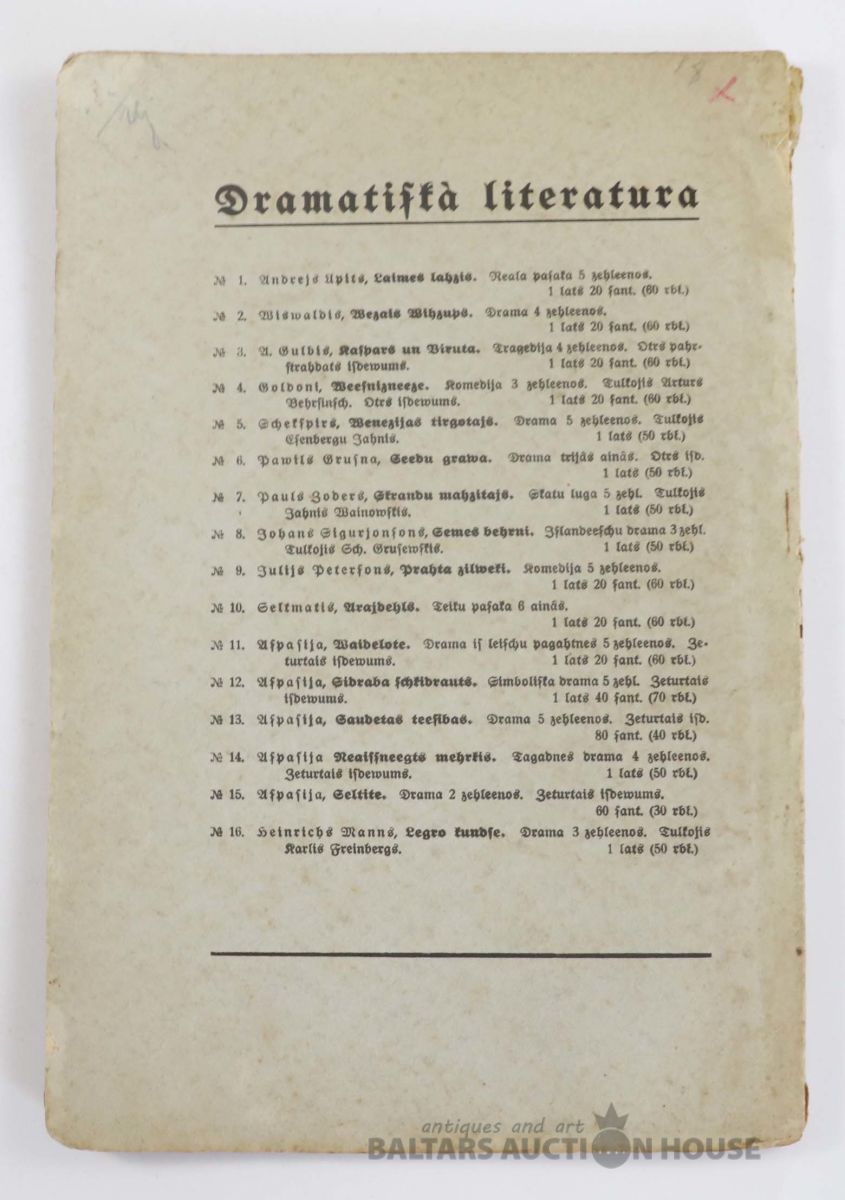 Dramatiſkà literatura
№ 1. Andrejs Upits, Laimes lahzis. Reala paſaka 5 zehleenos.
1 lats 20 ſant. (60 rbl.)
№ 2. Wiswaldis, Wezais Wihzups. Drama 4 zehleenos.
1 lats 20 ſant. (60 rbl.)
№ 3. A. Gulbis, Kaſpars un Biruta. Tragedija 4 zehleenos. Otrs pahr-
ſtrahdats iſdewums. 1 lats 20 ſant. (60 rbl.)
№ 4. Goldoni, Weeſnizneeze. Komedija 3 zehleenos. Tulkojis Arturs
Behrſinſch. Otrs iſdewums. 1 lats 20 ſant. (60 rbl.)
№ 5. Schekſpirs, Wenezijas tirgotajs. Drama 5 zehleenos. Tulkojis
Eſenbergu Jahnis. 1 lats (50 rbl.)
№ 6. Pawils Gruſna, Seedu grawa. Drama trijâs ainâs. Otrs iſd.
1 lats (50 rbl.)
№ 7. Pauls Zoders, Skrandu mahzitajs. Skatu luga 5 zehl. Tulkojis
Jahnis Wainowſkis. 1 lats (50 rbl.)
№ 8. Johans Sigurjonſons, Semes behrni. Jſlandeeſchu drama 3 zehl.
Tulkojis Sch. Gruſewſkis. 1 lats (50 rbl.)
№ 9. Julijs Peterſons, Prahta zilweki. Komedija 5 zehleenos.
1 lats 20 ſant. (60 rbl.)
№ 10. Seltmatis, Arajdehls. Teiku paſaka 6 ainâs.
1 lats 20 ſant. (60 rbl.)
№ 11. Aſpaſija, Waidelote. Drama iſ leiſchu pagahtnes 5 zehleenos. Ze-
turtais iſdewums. 1 lats 20 ſant. (60 rbl.)
№ 12. Aſpaſija, Sidraba ſchkidrauts. Simboliſka drama 5 zehl. Zeturtais
iſdewums. 1 lats 40 ſant. (70 rbl.)
№ 13. Aſpaſija, Saudetas teeſibas. Drama 5 zehleenos. Zeturtais iſd.
80 ſant. (40 rbl.)
№ 14. Aſpaſija Neaiſſneegts mehrkis. Tagadnes drama 4 zehleenos.
Zeturtais iſdewums. 1 lats (50 rbl.)
№ 15. Aſpaſija, Seltite. Drama 2 zehleenos. Zeturtais iſdewums.
60 ſant. (30 rbl.)
№ 16. Heinrichs Manns, Legro kundſe. Drama 3 zehleenos. Tulkojis
Karlis Freinbergs. 1 lats (50 rbl.)
antiques and art
BALTARS AUCTION HOUSE